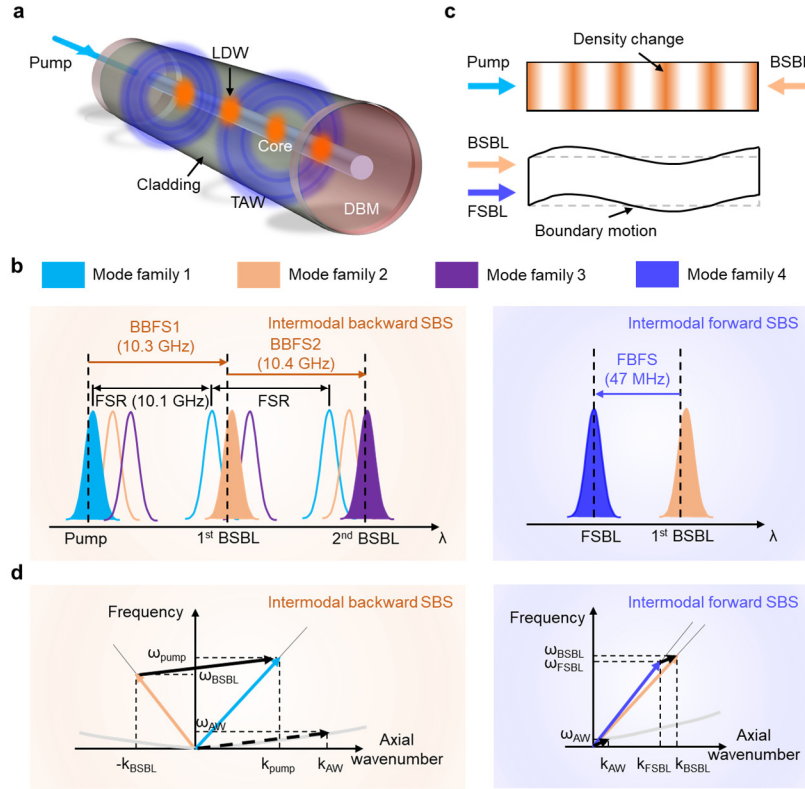 a
Pump
LDW
Core
Cladding
TAW
DBM
c
Density change
Pump
BSBL
BSBL
FSBL
Boundary motion
b
Mode family 1
Mode family 2
Mode family 3
Mode family 4
Intermodal backward SBS
BBFS1
(10.3 GHz)
BBFS2
(10.4 GHz)
FSR (10.1 GHz)
FSR
Pump
1st BSBL
2nd BSBL
λ
Intermodal forward SBS
FBFS
(47 MHz)
FSBL
1st BSBL
λ
d
Frequency
Intermodal backward SBS
ωpump
ωBSBL
ωAW
Axial
wavenumber
-kBSBL
kpump
kAW
Intermodal forward SBS
Frequency
ωBSBL
ωFSBL
ωAW
Axial
wavenumber
kAW
kFSBL
kBSBL